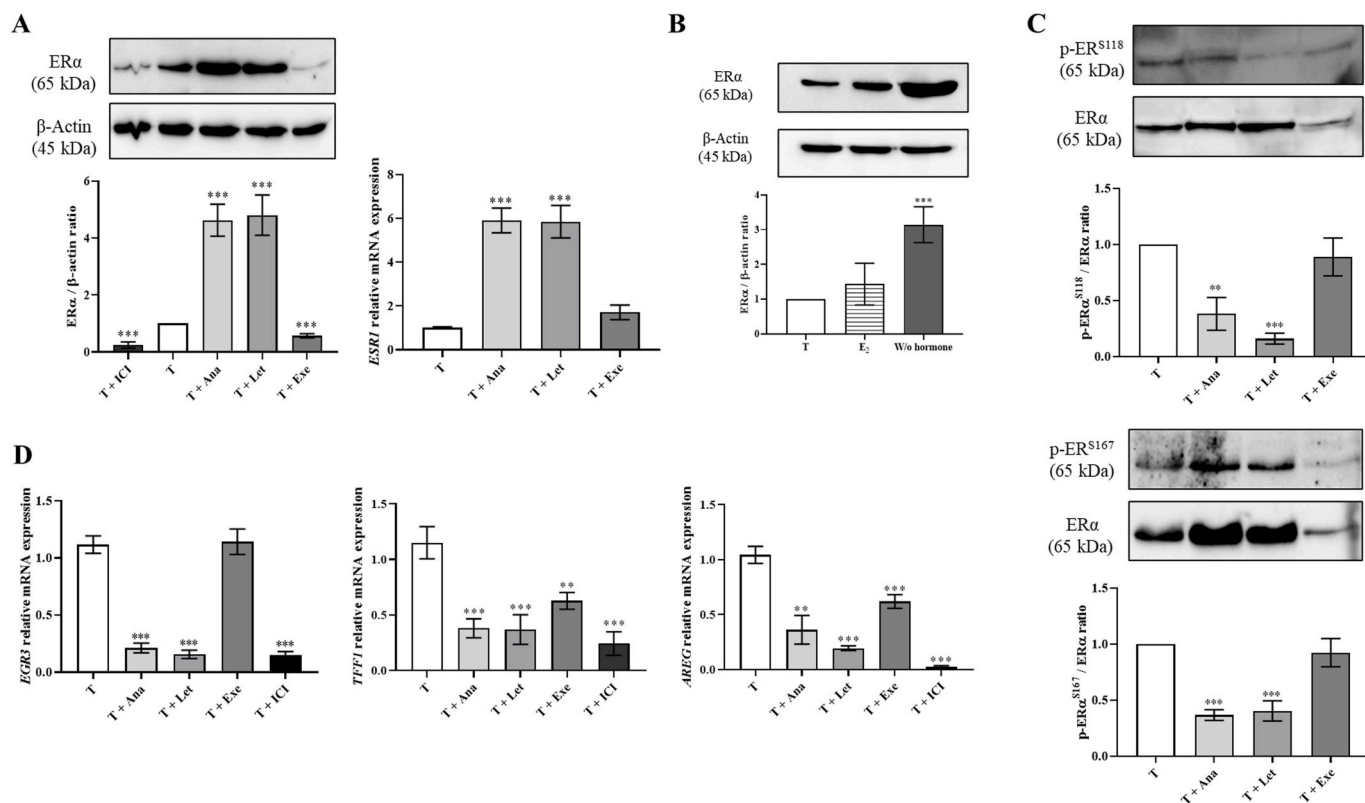 A
ERα
(65 kDa)
β-Actin
(45 kDa)
ERα / β-actin ratio
6
4
2
0
***
***
***
***
T + ICI
T
T + Ana
T + Let
T + Exe
ESR1 relative mRNA expression
8
6
4
2
0
***
***
T
T + Ana
T + Let
T + Exe
B
ERα
(65 kDa)
β-Actin
(45 kDa)
ERα / β-actin ratio
4
3
2
1
0
***
T
E₂
W/o hormone
C
p-ERˢ¹¹⁸
(65 kDa)
ERα
(65 kDa)
p-ERαˢ¹¹⁸ / ERα ratio
1.5
1.0
0.5
0.0
**
***
T
T + Ana
T + Let
T + Exe
p-ERˢ¹⁶⁷
(65 kDa)
ERα
(65 kDa)
p-ERαˢ¹⁶⁷ / ERα ratio
1.5
1.0
0.5
0.0
***
***
T
T + Ana
T + Let
T + Exe
D
EGR3 relative mRNA expression
1.5
1.0
0.5
0.0
***
***
***
T
T + Ana
T + Let
T + Exe
T + ICI
TFF1 relative mRNA expression
1.5
1.0
0.5
0.0
***
***
**
***
T
T + Ana
T + Let
T + Exe
T + ICI
AREG relative mRNA expression
1.5
1.0
0.5
0.0
**
***
***
***
T
T + Ana
T + Let
T + Exe
T + ICI